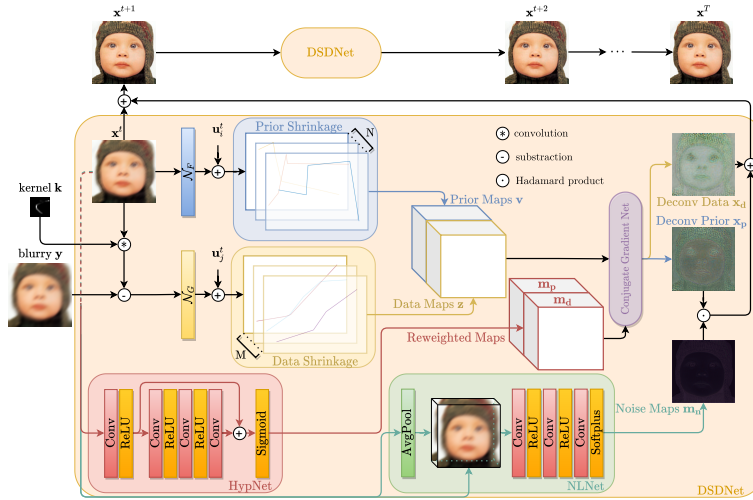 x^{t+1}
x^{t+2}
x^T
DSDNet
...
+
x^t
u_i^t
Prior Shrinkage
N
* convolution
- substraction
· Hadamard product
N_F
+
+
kernel k
Prior Maps v
Deconv Data x_d
Deconv Prior x_p
Conjugate Gradient Net
*
blurry y
u_j^t
-
N_G
+
Data Maps z
m_p
m_d
·
M
Data Shrinkage
Reweighted Maps
Conv
ReLU
Conv
ReLU
Conv
ReLU
Conv
+
Sigmoid
HypNet
AvgPool
Conv
ReLU
Conv
ReLU
Conv
Softplus
NLNet
Noise Maps m_n
DSDNet